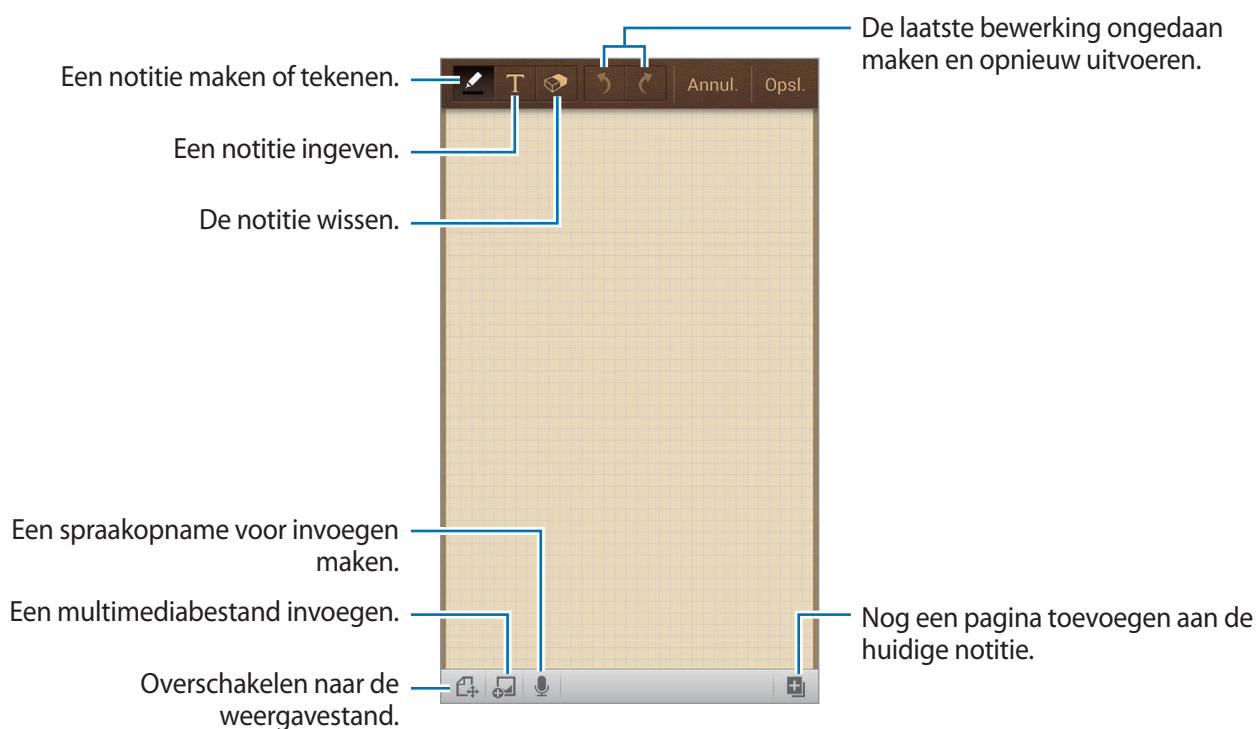 De laatste bewerking ongedaan
maken en opnieuw uitvoeren.
Een notitie maken of tekenen.
T
Annul.
Opsl.
Een notitie ingeven.
De notitie wissen.
Een spraakopname voor invoegen
maken.
Een multimediabestand invoegen.
Nog een pagina toevoegen aan de
huidige notitie.
Overschakelen naar de
weergavestand.